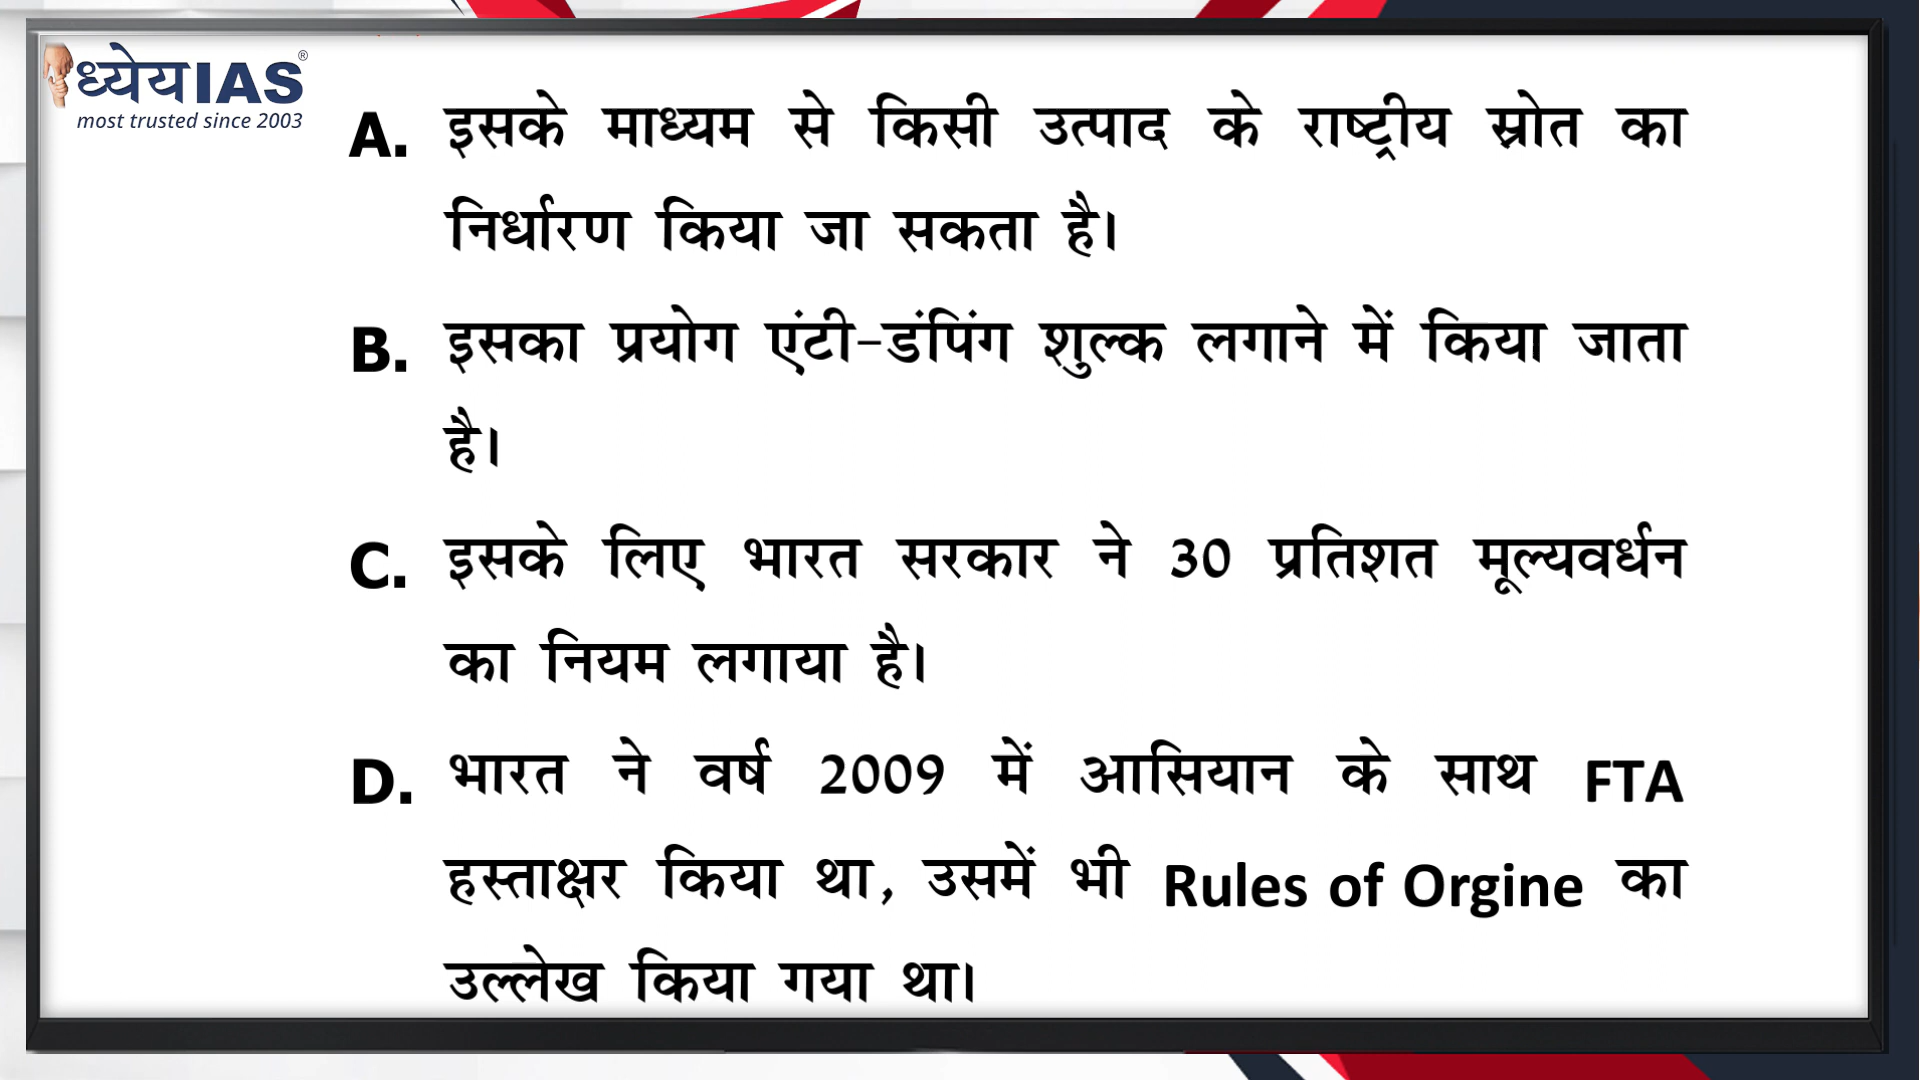 ध्येयIAS®
most trusted since 2003
A. इसके माध्यम से किसी उत्पाद के राष्ट्रीय स्रोत का
निर्धारण किया जा सकता है।
B. इसका प्रयोग एंटी-डंपिंग शुल्क लगाने में किया जाता
है।
C. इसके लिए भारत सरकार ने 30 प्रतिशत मूल्यवर्धन
का नियम लगाया है।
D. भारत ने वर्ष 2009 में आसियान के साथ FTA
हस्ताक्षर किया था, उसमें भी Rules of Orgine का
उल्लेख किया गया था।